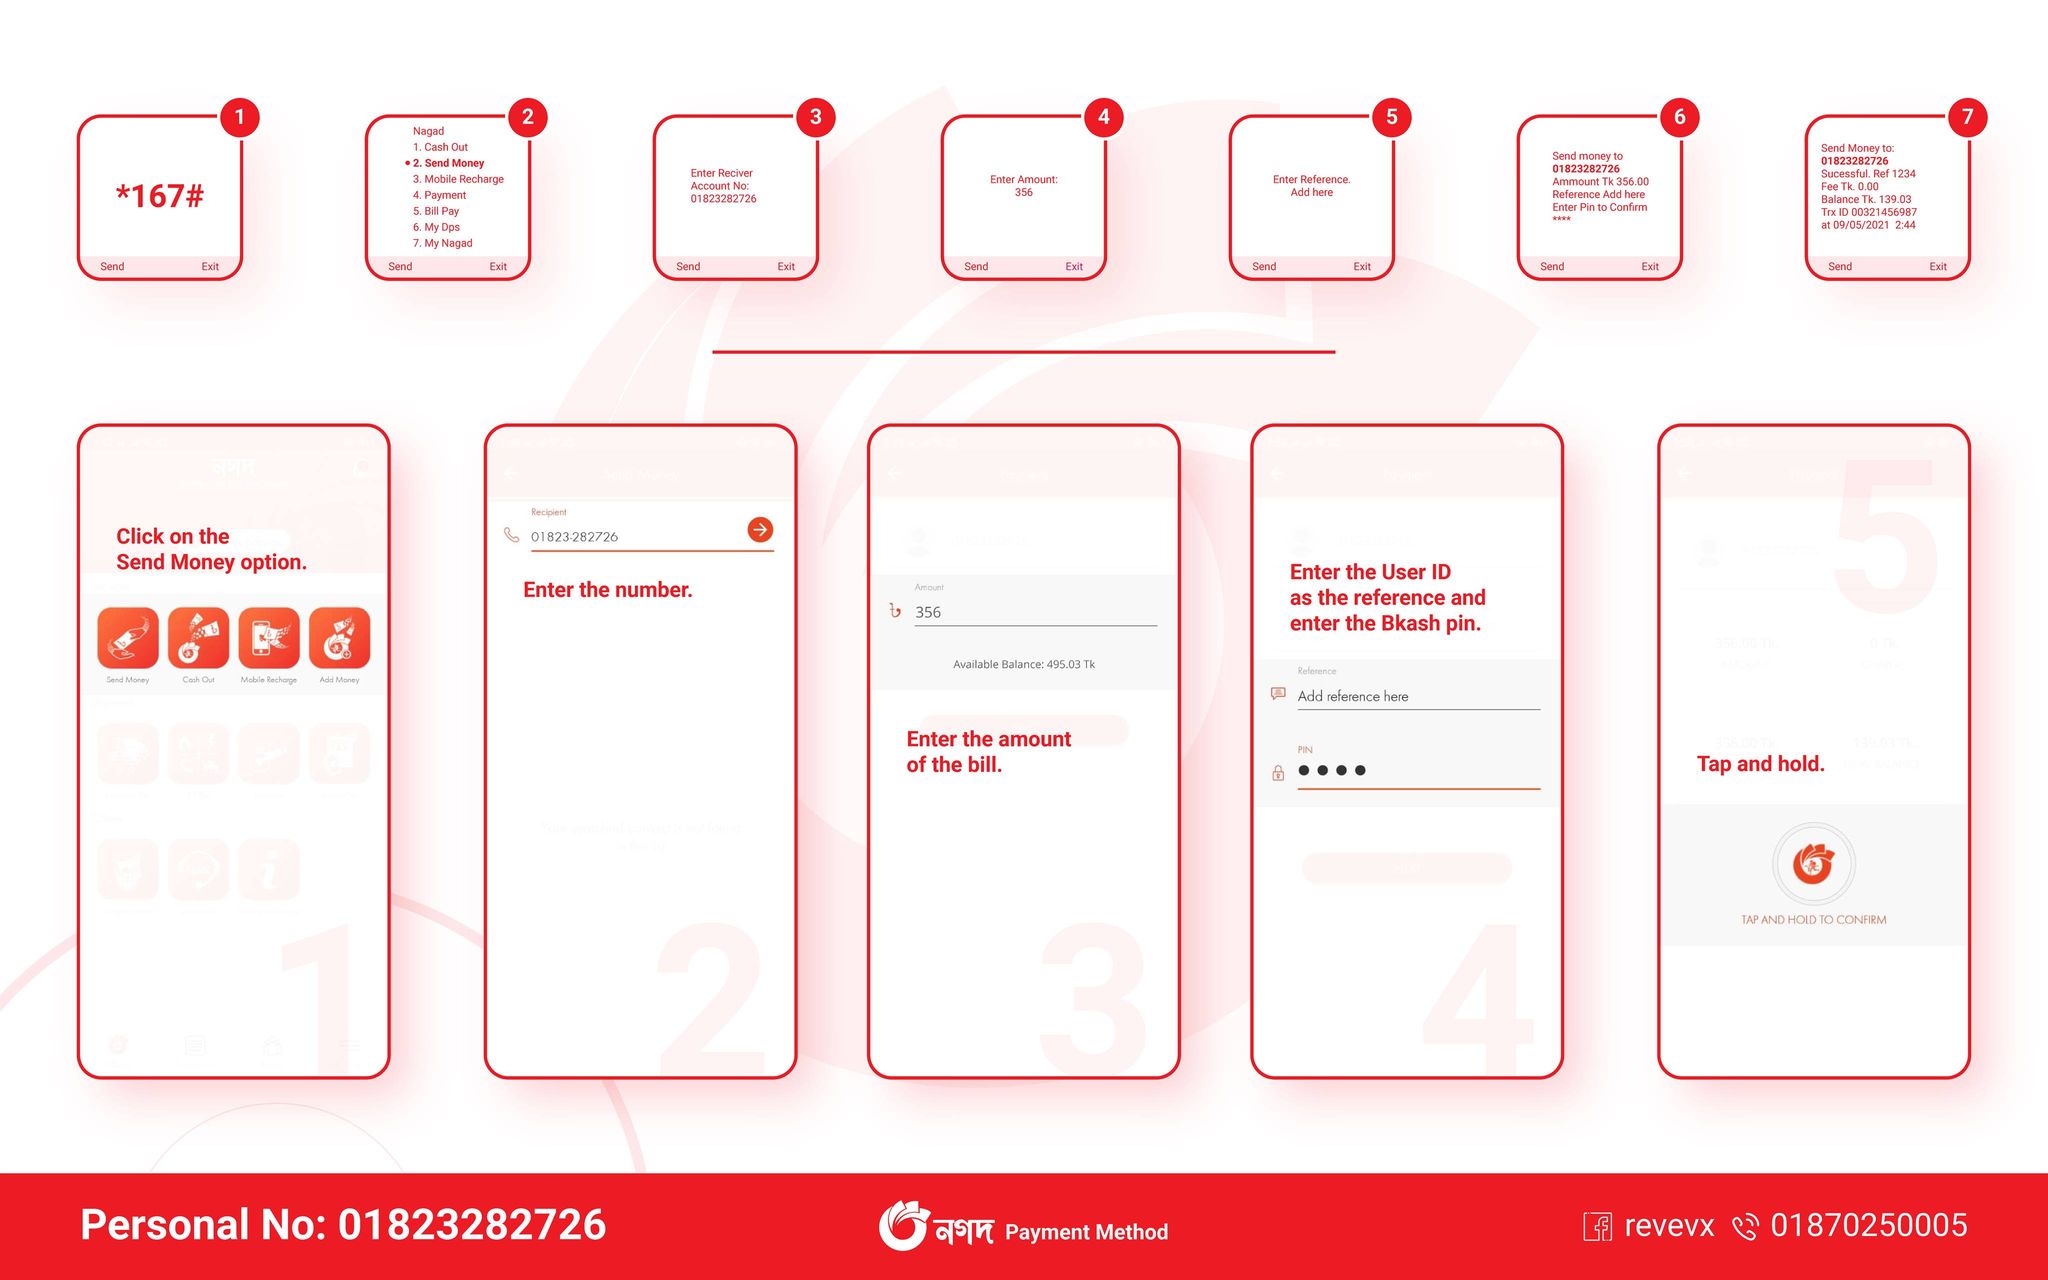 1
*167#
Send Exit
2
Nagad
1. Cash Out
• 2. Send Money
3. Mobile Recharge
4. Payment
5. Bill Pay
6. My Dps
7. My Nagad
Send Exit
3
Enter Reciver
Account No:
01823282726
Send Exit
4
Enter Amount:
356
Send Exit
5
Enter Reference.
Add here
Send Exit
6
Send money to
01823282726
Ammount Tk 356.00
Reference Add here
Enter Pin to Confirm
****
Send Exit
7
Send Money to:
01823282726
Sucessful. Ref 1234
Fee Tk. 0.00
Balance Tk. 139.03
Trx ID 00321456987
at 09/05/2021 2:44
Send Exit
নগদ
Click on the
Send Money option.
Send Money Cash Out Mobile Recharge Add Money
1
Send Money
Recipient
01823-282726
Enter the number.
2
Amount
356
Available Balance: 495.03 Tk
Enter the amount
of the bill.
3
Enter the User ID
as the reference and
enter the Bkash pin.
Reference
Add reference here
PIN
4
5
356.00 Tk. 0 Tk.
Tap and hold.
TAP AND HOLD TO CONFIRM
Personal No: 01823282726
নগদ Payment Method
revevx 01870250005